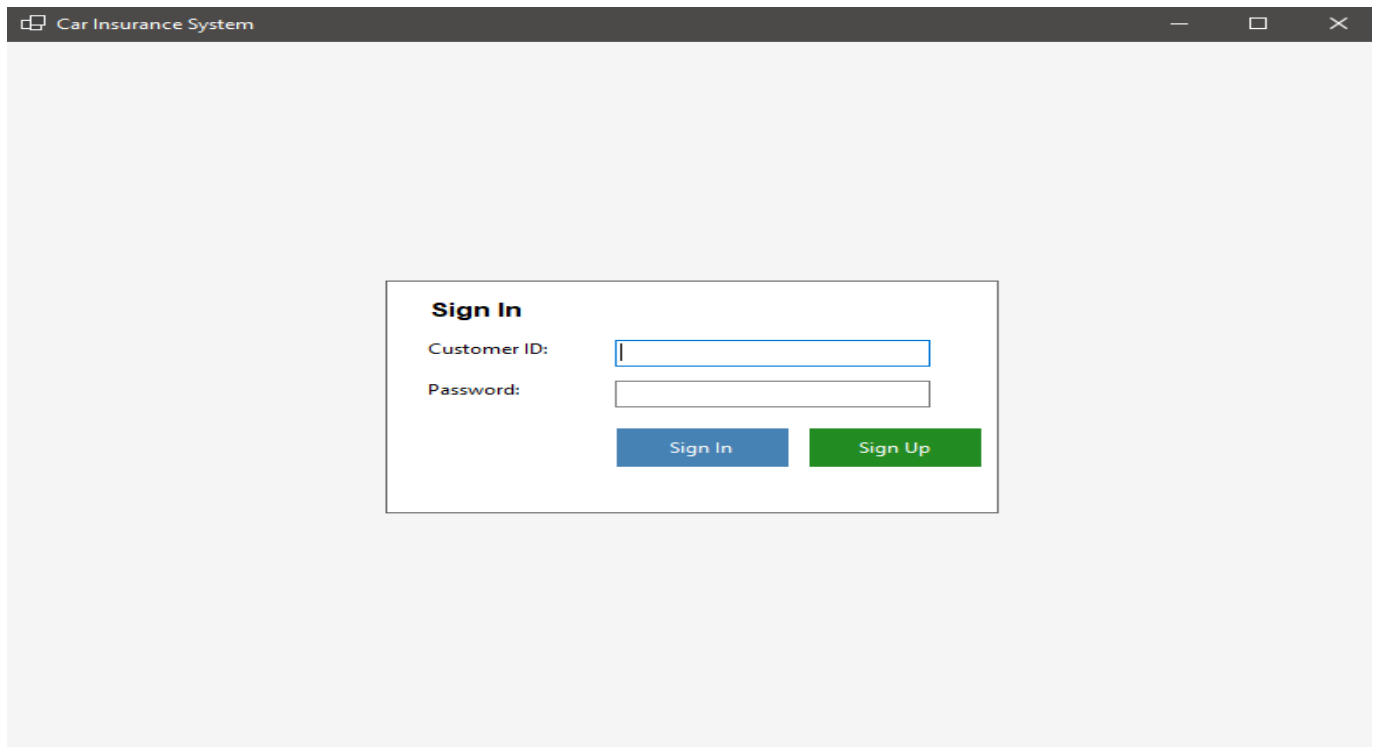 Car Insurance System
Sign In
Customer ID:
Password:
Sign In Sign Up